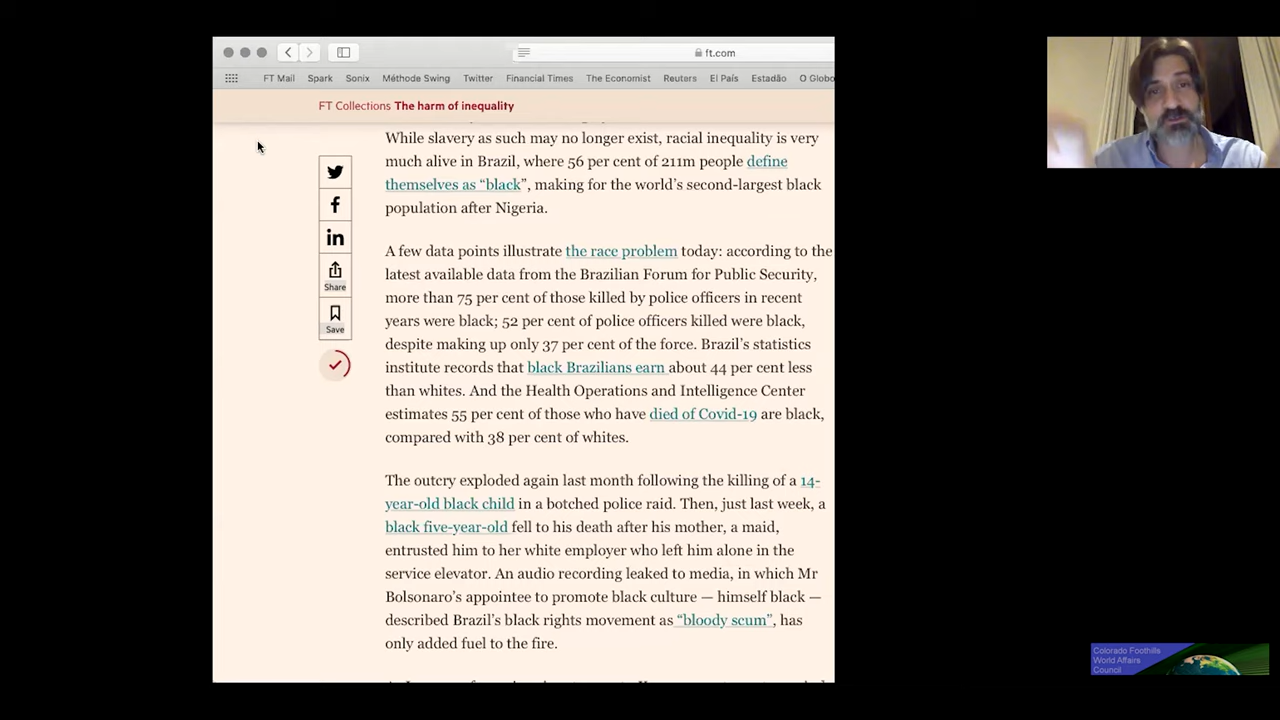 ft.com
FT Mail Spark Sonix Méthode Swing Twitter Financial Times The Economist Reuters El País Estadão O Globo
FT Collections The harm of inequality
While slavery as such may no longer exist, racial inequality is very
much alive in Brazil, where 56 per cent of 211m people define
themselves as “black”, making for the world’s second-largest black
population after Nigeria.
A few data points illustrate the race problem today: according to the
latest available data from the Brazilian Forum for Public Security,
more than 75 per cent of those killed by police officers in recent
years were black; 52 per cent of police officers killed were black,
despite making up only 37 per cent of the force. Brazil’s statistics
institute records that black Brazilians earn about 44 per cent less
than whites. And the Health Operations and Intelligence Center
estimates 55 per cent of those who have died of Covid-19 are black,
compared with 38 per cent of whites.
The outcry exploded again last month following the killing of a 14-
year-old black child in a botched police raid. Then, just last week, a
black five-year-old fell to his death after his mother, a maid,
entrusted him to her white employer who left him alone in the
service elevator. An audio recording leaked to media, in which Mr
Bolsonaro’s appointee to promote black culture — himself black —
described Brazil’s black rights movement as “bloody scum”, has
only added fuel to the fire.
in
Share
Save
Colorado Foothills
World Affairs
Council